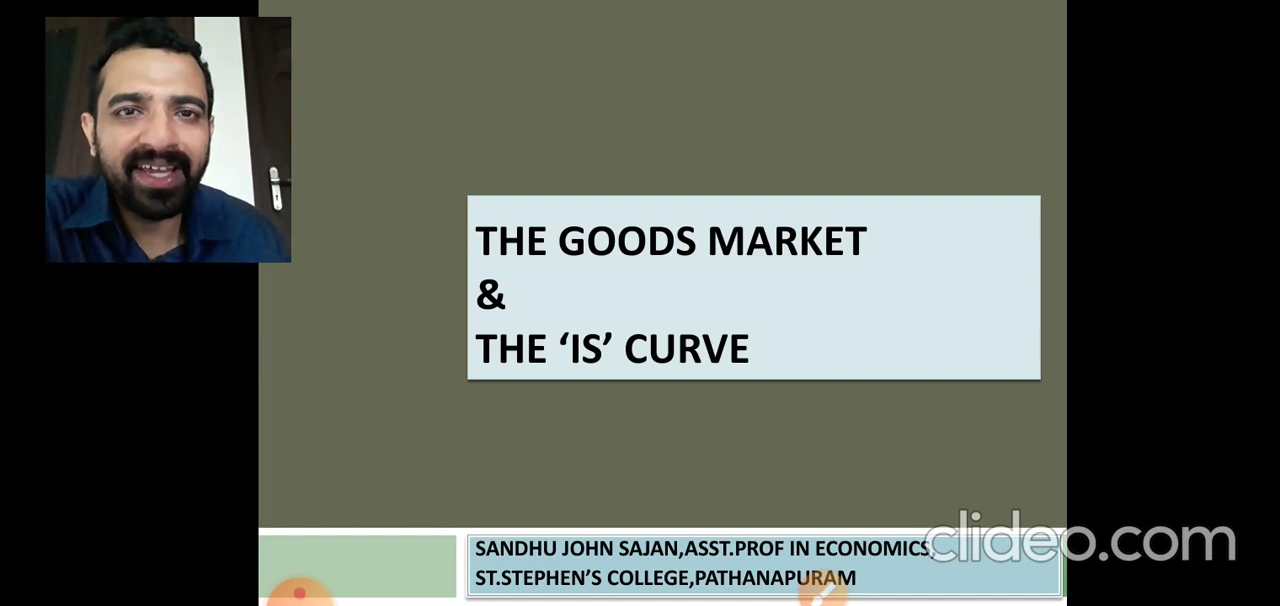 THE GOODS MARKET
&
THE ‘IS’ CURVE
SANDHU JOHN SAJAN,ASST.PROF IN ECONOMICS,
ST.STEPHEN’S COLLEGE,PATHANAPURAM
clideo.com